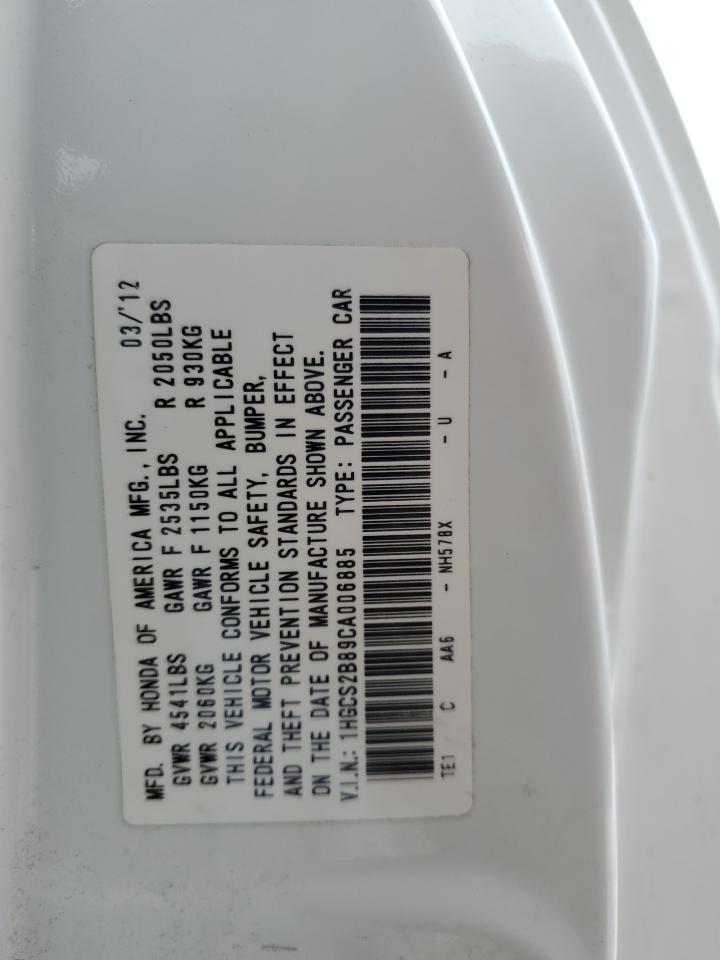 MFD. BY HONDA OF AMERICA MFG., INC. 03/'12
GVWR 4541LBS GAWR F 2535LBS R 2050LBS
GVWR 2060KG GAWR F 1150KG R 930KG
THIS VEHICLE CONFORMS TO ALL APPLICABLE
FEDERAL MOTOR VEHICLE SAFETY, BUMPER,
AND THEFT PREVENTION STANDARDS IN EFFECT
ON THE DATE OF MANUFACTURE SHOWN ABOVE.
V.I.N.: 1HGCS2B89CA006885 TYPE: PASSENGER CAR
TE1 / C AA6 - NH578X - U - A